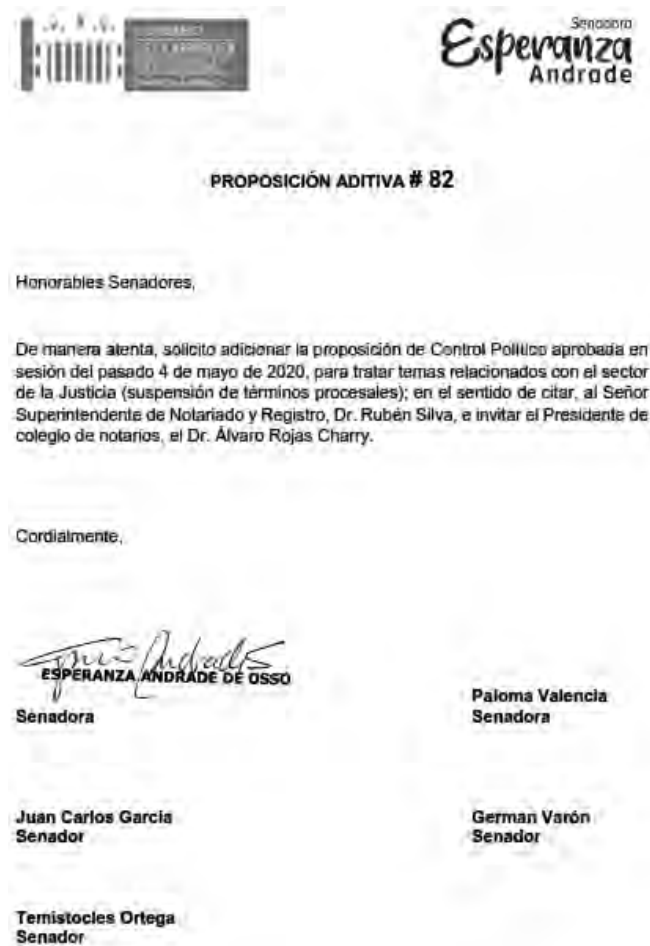 Senadora
Esperanza
Andrade
PROPOSICIÓN ADITIVA # 82
Honorables Senadores,
De manera atenta, solicito adicionar la proposición de Control Político aprobada en
sesión del pasado 4 de mayo de 2020, para tratar temas relacionados con el sector
de la Justicia (suspensión de términos procesales); en el sentido de citar, al Señor
Superintendente de Notariado y Registro, Dr. Rubén Silva, e invitar el Presidente de
colegio de notarios, el Dr. Álvaro Rojas Charry.
Cordialmente,
ESPERANZA ANDRADE DE OSSO
Senadora
Paloma Valencia
Senadora
Juan Carlos Garcia
Senador
German Varón
Senador
Temistocles Ortega
Senador